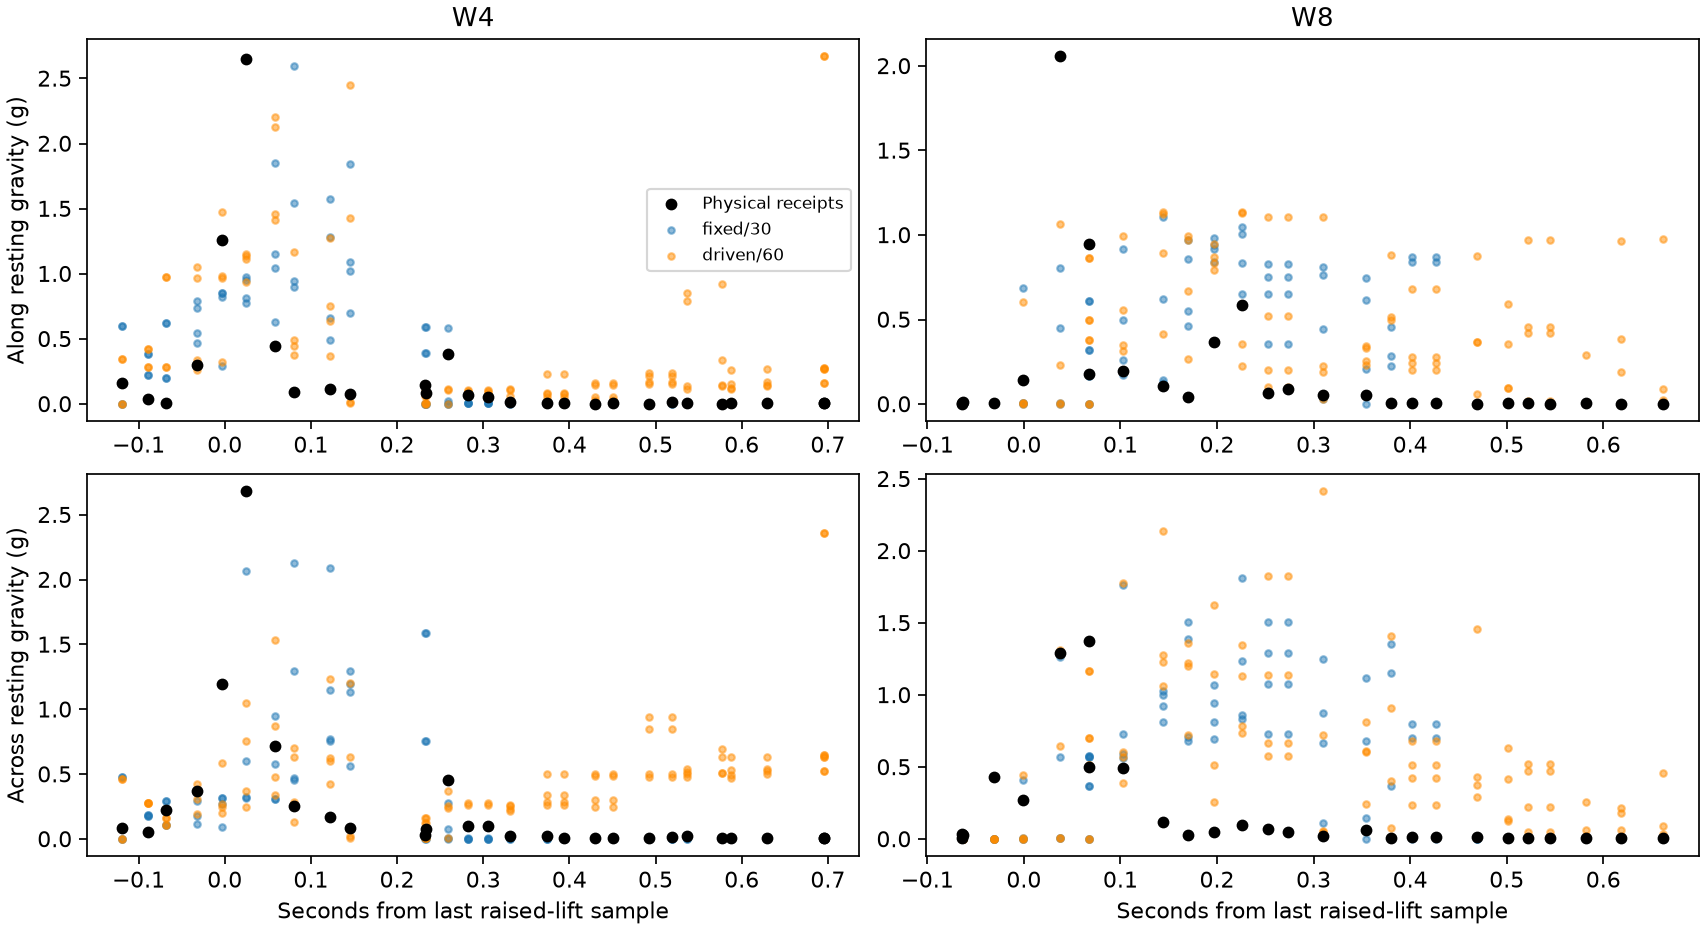 W4
W8
Along resting gravity (g)
2.5
2.0
1.5
1.0
0.5
0.0
−0.1 0.0 0.1 0.2 0.3 0.4 0.5 0.6 0.7
Physical receipts
fixed/30
driven/60
2.0
1.5
1.0
0.5
0.0
−0.1 0.0 0.1 0.2 0.3 0.4 0.5 0.6
Across resting gravity (g)
2.5
2.0
1.5
1.0
0.5
0.0
−0.1 0.0 0.1 0.2 0.3 0.4 0.5 0.6 0.7
Seconds from last raised-lift sample
2.5
2.0
1.5
1.0
0.5
0.0
−0.1 0.0 0.1 0.2 0.3 0.4 0.5 0.6
Seconds from last raised-lift sample